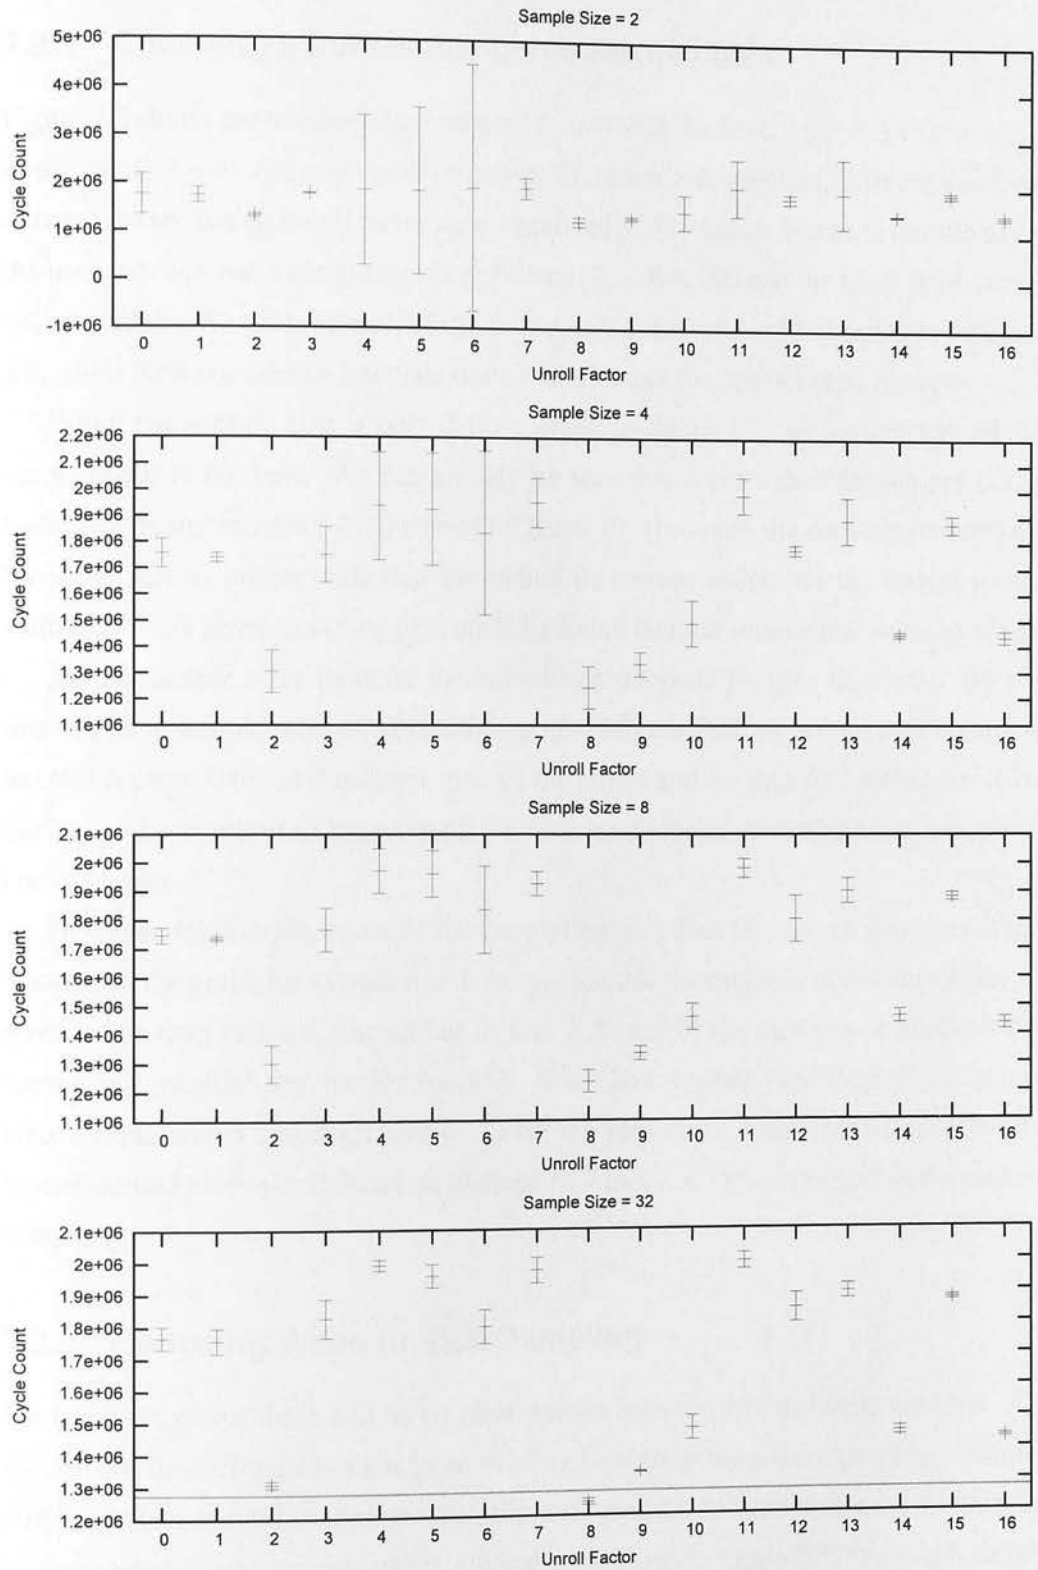 Sample Size = 2
5e+06
4e+06
3e+06
2e+06
1e+06
0
-1e+06
Cycle Count
0 1 2 3 4 5 6 7 8 9 10 11 12 13 14 15 16
Unroll Factor
Sample Size = 4
2.2e+06
2.1e+06
2e+06
1.9e+06
1.8e+06
1.7e+06
1.6e+06
1.5e+06
1.4e+06
1.3e+06
1.2e+06
1.1e+06
Cycle Count
0 1 2 3 4 5 6 7 8 9 10 11 12 13 14 15 16
Unroll Factor
Sample Size = 8
2.1e+06
2e+06
1.9e+06
1.8e+06
1.7e+06
1.6e+06
1.5e+06
1.4e+06
1.3e+06
1.2e+06
1.1e+06
Cycle Count
0 1 2 3 4 5 6 7 8 9 10 11 12 13 14 15 16
Unroll Factor
Sample Size = 32
2.1e+06
2e+06
1.9e+06
1.8e+06
1.7e+06
1.6e+06
1.5e+06
1.4e+06
1.3e+06
1.2e+06
Cycle Count
0 1 2 3 4 5 6 7 8 9 10 11 12 13 14 15 16
Unroll Factor